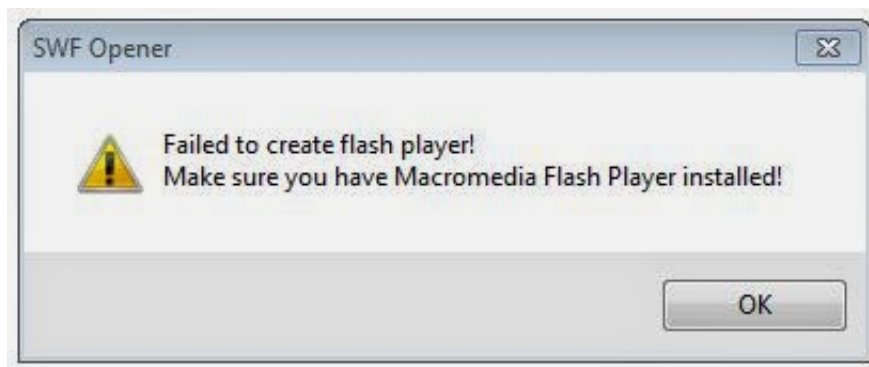 SWF Opener
Failed to create flash player!
Make sure you have Macromedia Flash Player installed!
OK